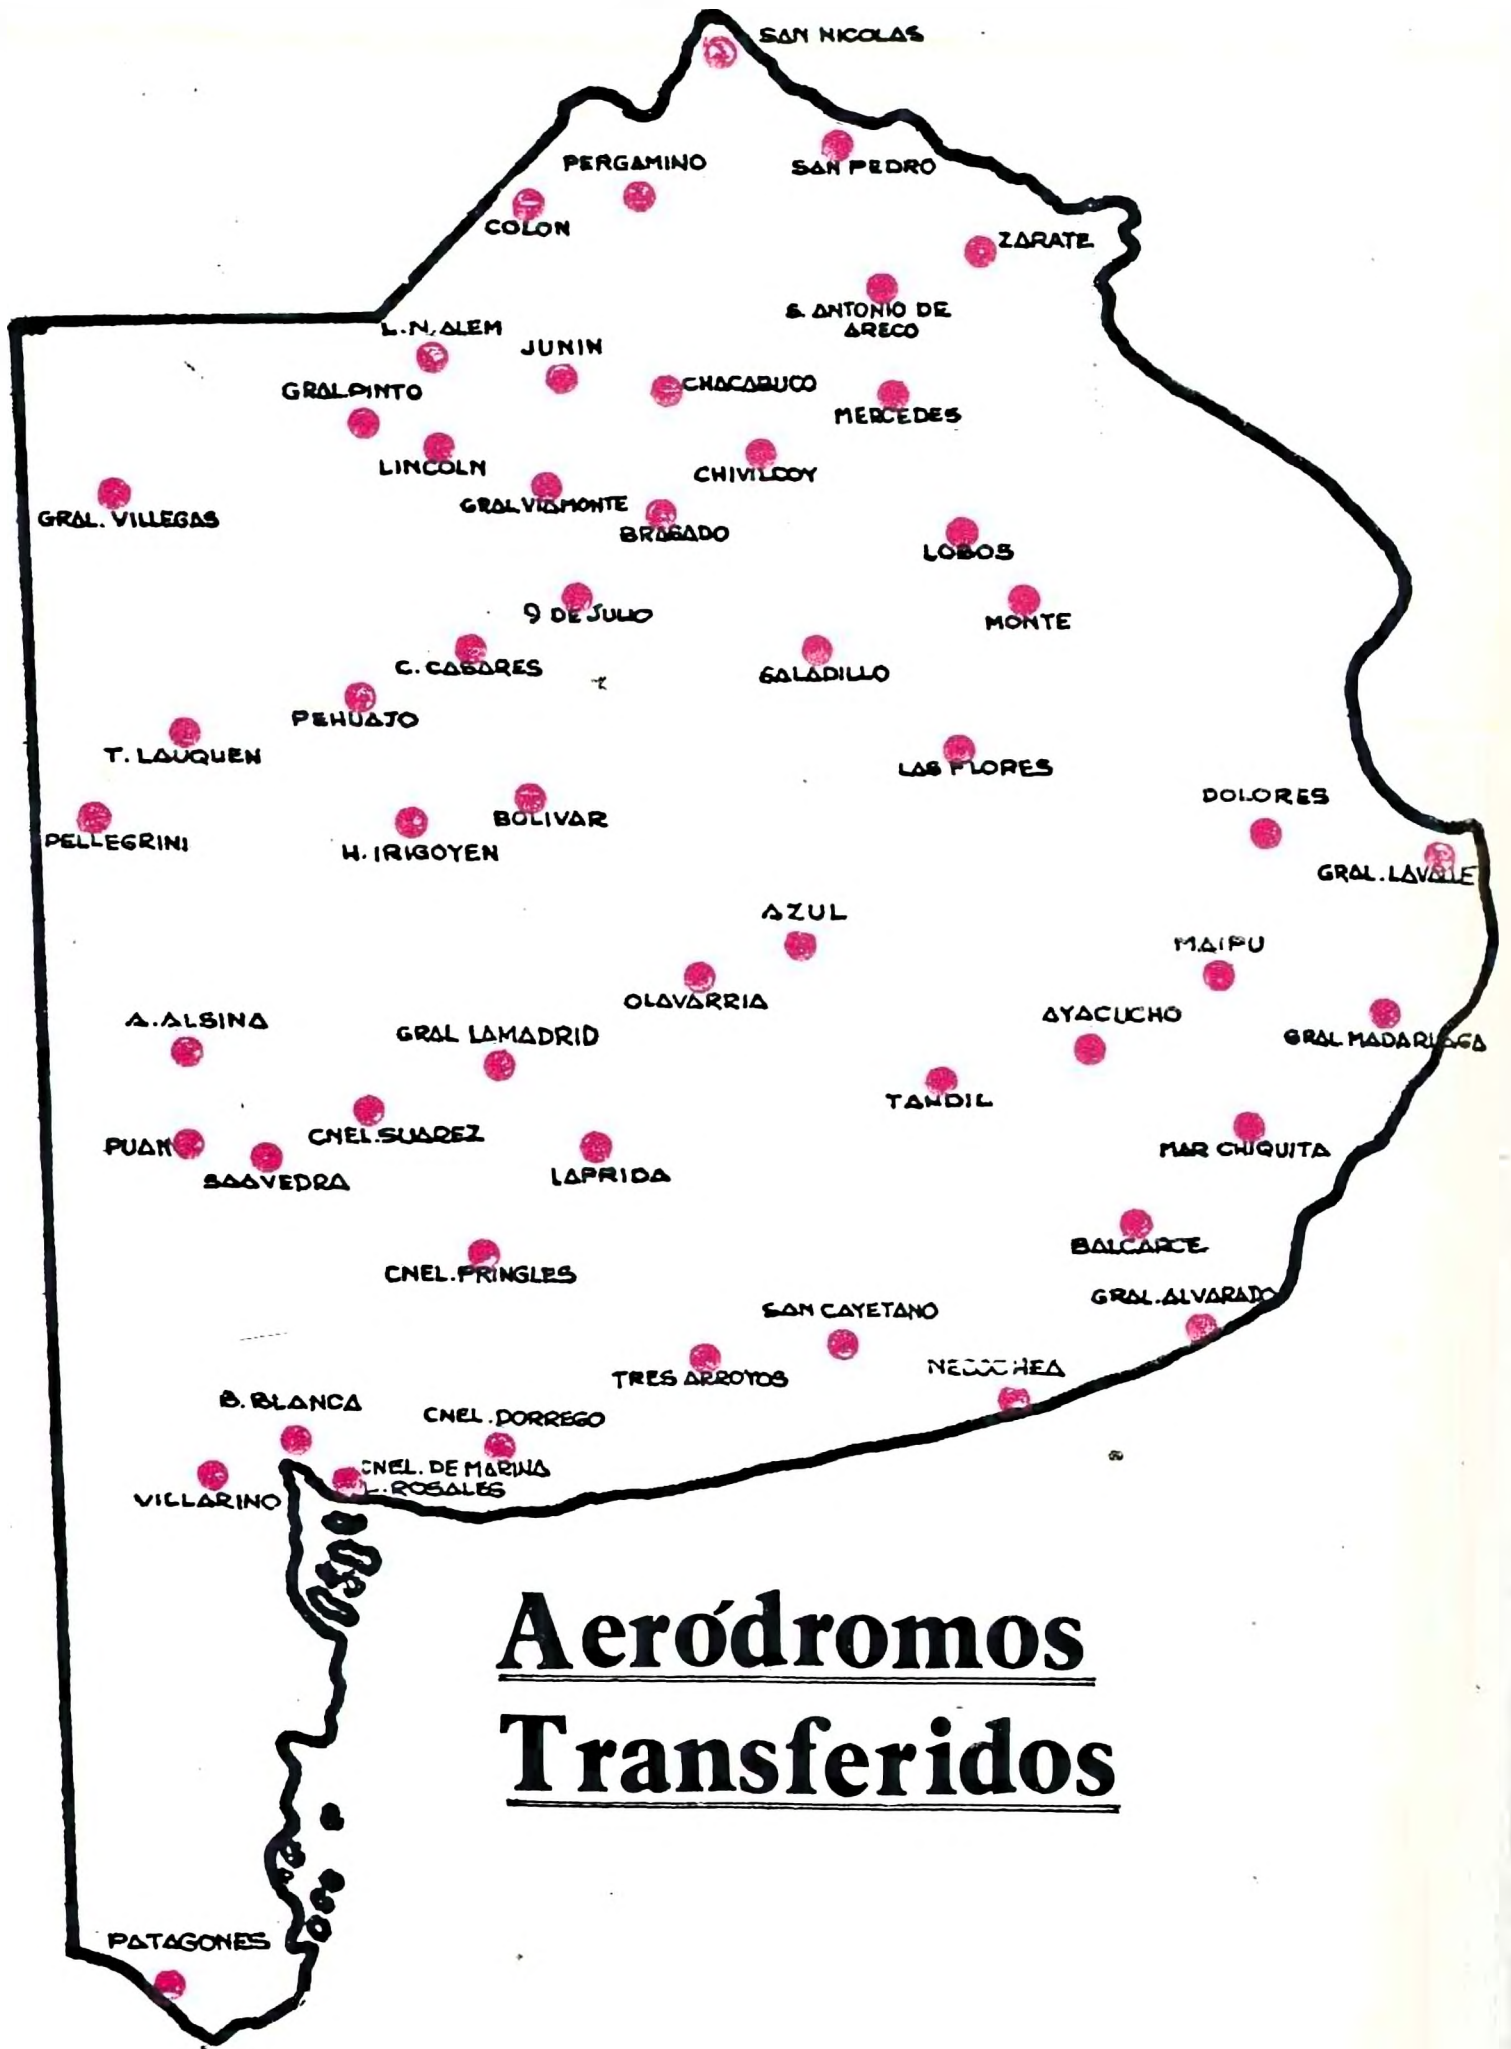 SAN NICOLAS
PERGAMINO
SAN PEDRO
COLON
ZARATE
S. ANTONIO DE
ARECO
L.N. ALEM
JUNIN
GRAL.PINTO
CHACABUCO
MERCEDES
LINCOLN
CHIVILCOY
GRAL.VIAMONTE
GRAL. VILLEGAS
BRAGADO
LOBOS
9 DE JULIO
MONTE
C. CASARES
SALADILLO
PEHUAJO
T. LAUQUEN
LAS FLORES
DOLORES
BOLIVAR
PELLEGRINI
H. IRIGOYEN
GRAL. LAVALLE
AZUL
MAIPU
OLAVARRIA
AYACUCHO
A. ALSINA
GRAL LAMADRID
GRAL MADARIAGA
TANDIL
CNEL.SUAREZ
PUAN
MAR CHIQUITA
SAAVEDRA
LAPRIDA
BALCARCE
CNEL.PRINGLES
GRAL.ALVARADO
SAN CAYETANO
NECOCHEA
TRES ARROYOS
B. BLANCA
CNEL.DORREGO
CNEL. DE MARINA
L.ROSALES
VILLARINO
Aeródromos
Transferidos
PATAGONES